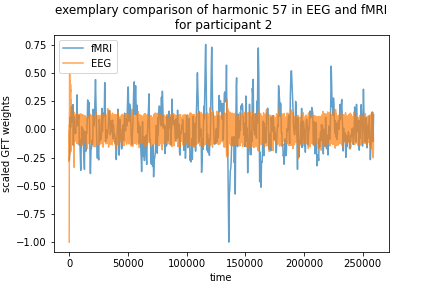 exemplary comparison of harmonic 57 in EEG and fMRI
for participant 2
fMRI
EEG
scaled GFT weights
0.75
0.50
0.25
0.00
−0.25
−0.50
−0.75
−1.00
0
50000
100000
150000
200000
250000
time